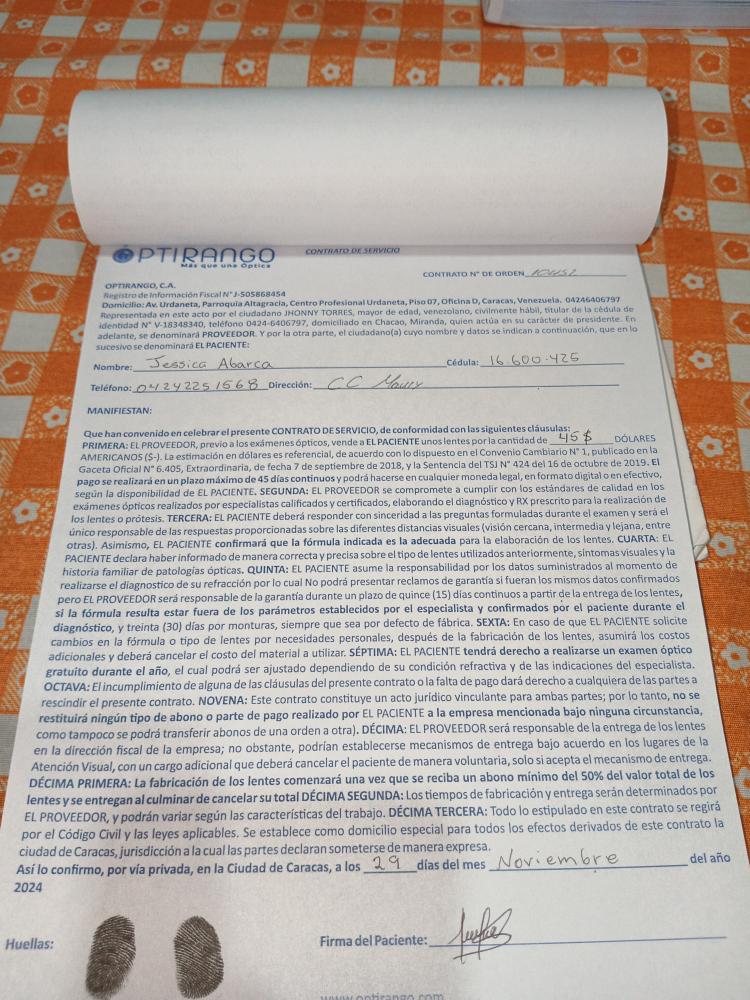 OPTIRANGO
Más que una Óptica
CONTRATO DE SERVICIO
CONTRATO N° DE ORDEN
OPTIRANGO, C.A.
Registro de Información Fiscal N° J-505868454
Domicilio: Av. Urdaneta, Parroquia Altagracia, Centro Profesional Urdaneta, Piso 07, Oficina D, Caracas, Venezuela. 04246406797
Representada en este acto por el ciudadano JHONNY TORRES, mayor de edad, venezolano, civilmente hábil, titular de la cédula de
identidad N° V-18348340, teléfono 0424-6406797, domiciliado en Chacao, Miranda, quien actúa en su carácter de presidente. En
adelante, se denominará PROVEEDOR. Y por la otra parte, el ciudadano(a) cuyo nombre y datos se indican a continuación, que en lo
sucesivo se denominará EL PACIENTE:
Nombre: Jessica Abarca Cédula: 16.600.425
Teléfono: 04242251568 Dirección: CC Maury
MANIFIESTAN:
Que han convenido en celebrar el presente CONTRATO DE SERVICIO, de conformidad con las siguientes cláusulas:
PRIMERA: EL PROVEEDOR, previo a los exámenes ópticos, vende a EL PACIENTE unos lentes por la cantidad de 45$ DÓLARES
AMERICANOS ($-). La estimación en dólares es referencial, de acuerdo con lo dispuesto en el Convenio Cambiario N° 1, publicado en la
Gaceta Oficial N° 6.405, Extraordinaria, de fecha 7 de septiembre de 2018, y la Sentencia del TSJ N° 424 del 16 de octubre de 2019. El
pago se realizará en un plazo máximo de 45 días continuos y podrá hacerse en cualquier moneda legal, en formato digital o en efectivo,
según la disponibilidad de EL PACIENTE. SEGUNDA: EL PROVEEDOR se compromete a cumplir con los estándares de calidad en los
exámenes ópticos realizados por especialistas calificados y certificados, elaborando el diagnóstico y RX prescrito para la realización de
los lentes o prótesis. TERCERA: EL PACIENTE deberá responder con sinceridad a las preguntas formuladas durante el examen y será el
único responsable de las respuestas proporcionadas sobre las diferentes distancias visuales (visión cercana, intermedia y lejana, entre
otras). Asimismo, EL PACIENTE confirmará que la fórmula indicada es la adecuada para la elaboración de los lentes. CUARTA: EL
PACIENTE declara haber informado de manera correcta y precisa sobre el tipo de lentes utilizados anteriormente, síntomas visuales y la
historia familiar de patologías ópticas. QUINTA: EL PACIENTE asume la responsabilidad por los datos suministrados al momento de
realizarse el diagnostico de su refracción por lo cual No podrá presentar reclamos de garantía si fueran los mismos datos confirmados
pero EL PROVEEDOR será responsable de la garantía durante un plazo de quince (15) días continuos a partir de la entrega de los lentes,
si la fórmula resulta estar fuera de los parámetros establecidos por el especialista y confirmados por el paciente durante el
diagnóstico, y treinta (30) días por monturas, siempre que sea por defecto de fábrica. SEXTA: En caso de que EL PACIENTE solicite
cambios en la fórmula o tipo de lentes por necesidades personales, después de la fabricación de los lentes, asumirá los costos
adicionales y deberá cancelar el costo del material a utilizar. SÉPTIMA: EL PACIENTE tendrá derecho a realizarse un examen óptico
gratuito durante el año, el cual podrá ser ajustado dependiendo de su condición refractiva y de las indicaciones del especialista.
OCTAVA: El incumplimiento de alguna de las cláusulas del presente contrato o la falta de pago dará derecho a cualquiera de las partes a
rescindir el presente contrato. NOVENA: Este contrato constituye un acto jurídico vinculante para ambas partes; por lo tanto, no se
restituirá ningún tipo de abono o parte de pago realizado por EL PACIENTE a la empresa mencionada bajo ninguna circunstancia,
como tampoco se podrá transferir abonos de una orden a otra). DÉCIMA: EL PROVEEDOR será responsable de la entrega de los lentes
en la dirección fiscal de la empresa; no obstante, podrían establecerse mecanismos de entrega bajo acuerdo en los lugares de la
Atención Visual, con un cargo adicional que deberá cancelar el paciente de manera voluntaria, solo si acepta el mecanismo de entrega.
DÉCIMA PRIMERA: La fabricación de los lentes comenzará una vez que se reciba un abono mínimo del 50% del valor total de los
lentes y se entregan al culminar de cancelar su total DÉCIMA SEGUNDA: Los tiempos de fabricación y entrega serán determinados por
EL PROVEEDOR, y podrán variar según las características del trabajo. DÉCIMA TERCERA: Todo lo estipulado en este contrato se regirá
por el Código Civil y las leyes aplicables. Se establece como domicilio especial para todos los efectos derivados de este contrato la
ciudad de Caracas, jurisdicción a la cual las partes declaran someterse de manera expresa.
Así lo confirmo, por vía privada, en la Ciudad de Caracas, a los 29 días del mes Noviembre del año
2024
Huellas:
Firma del Paciente:
www.optirango.com